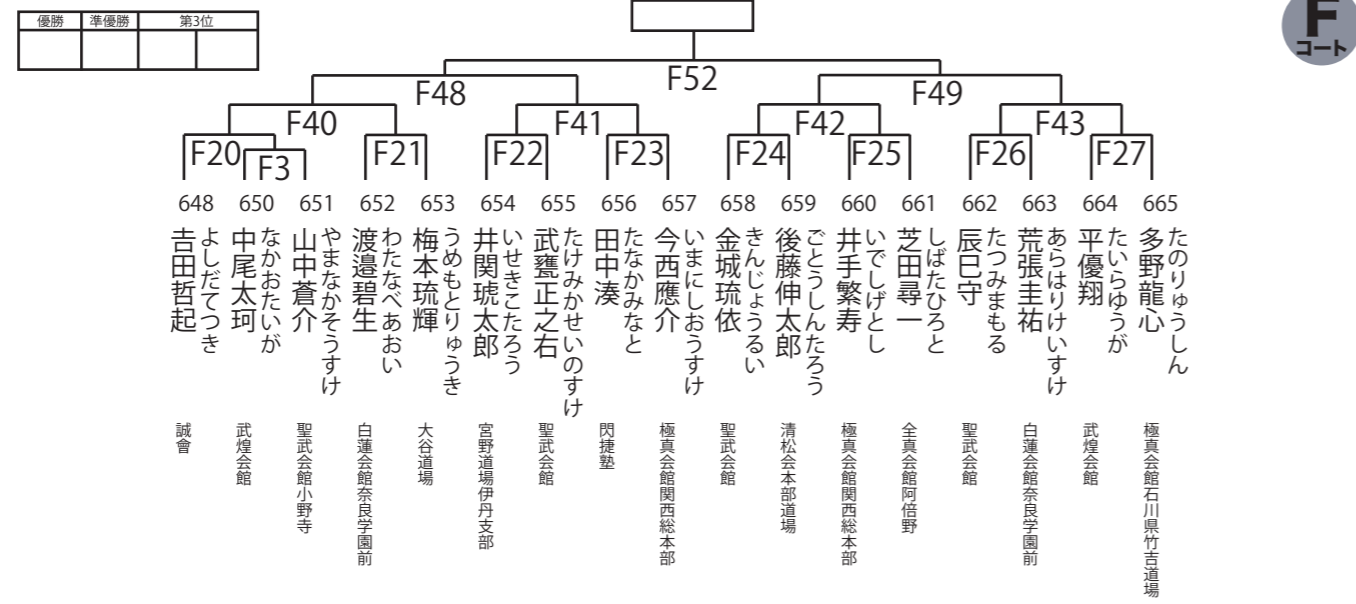 優勝 準優勝 第3位
F
コート
F52
F48 F49
F40 F41 F42 F43
F20 F3 F21 F22 F23 F24 F25 F26 F27
648 650 651 652 653 654 655 656 657 658 659 660 661 662 663 664 665
よしだてつき
吉田哲起
誠會
なかおたいが
中尾太珂
武煌会館
やまなかそうすけ
山中蒼介
聖武会館小野寺
わたなべあおい
渡邉碧生
白蓮会館奈良学園前
うめもとりゅうき
梅本琉輝
大谷道場
いせきこたろう
井関琥太郎
宮野道場伊丹支部
たけみかせいのすけ
武甕正之右
聖武会館
たなかみなと
田中湊
閃捷塾
いまにしおうすけ
今西應介
極真会館関西総本部
きんじょうるい
金城琉依
聖武会館
ごとうしんたろう
後藤伸太郎
清松会本部道場
いでしげとし
井手繁寿
極真会館関西総本部
しばたひろと
芝田尋一
全真会館阿倍野
たつみまもる
辰巳守
聖武会館
あらはりけいすけ
荒張圭祐
白蓮会館奈良学園前
たいらゆうが
平優翔
武煌会館
たのりゅうしん
多野龍心
極真会館石川県竹吉道場